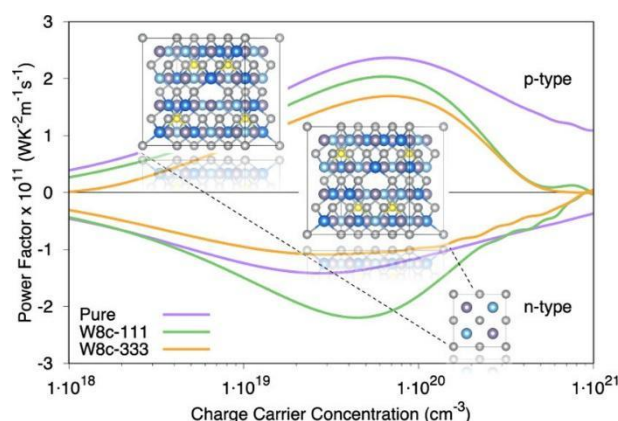 3
2
1
0
-1
-2
-3
Power Factor x 10¹¹ (WK⁻²m⁻¹s⁻¹)
p-type
n-type
Pure
W8c-111
W8c-333
1·10¹⁸
1·10¹⁹
1·10²⁰
1·10²¹
Charge Carrier Concentration (cm⁻³)